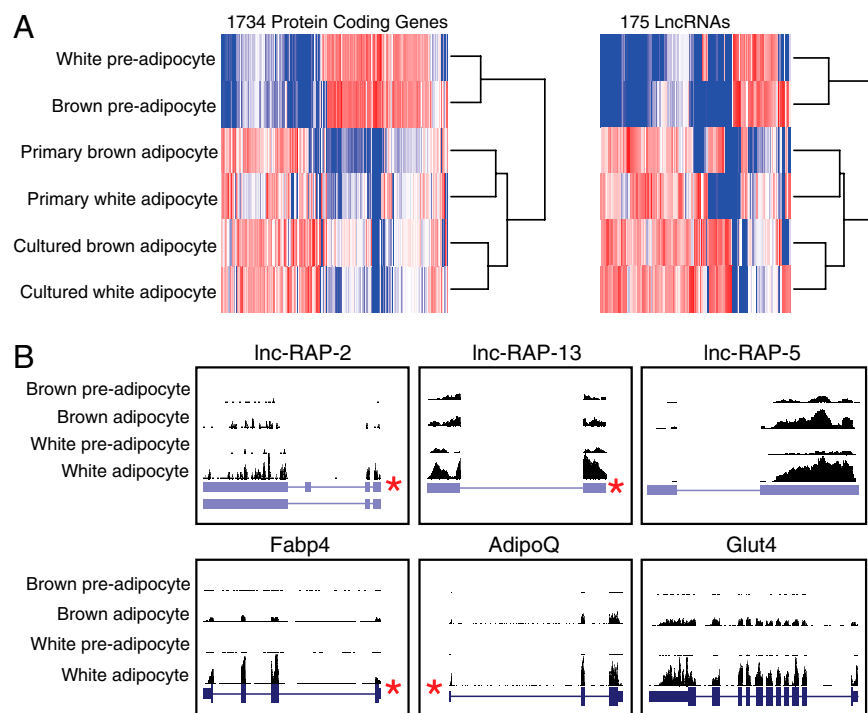 A
1734 Protein Coding Genes
175 LncRNAs
White pre-adipocyte
Brown pre-adipocyte
Primary brown adipocyte
Primary white adipocyte
Cultured brown adipocyte
Cultured white adipocyte
B
lnc-RAP-2
lnc-RAP-13
lnc-RAP-5
Brown pre-adipocyte
Brown adipocyte
White pre-adipocyte
White adipocyte
*
*
Fabp4
AdipoQ
Glut4
Brown pre-adipocyte
Brown adipocyte
White pre-adipocyte
White adipocyte
*
*